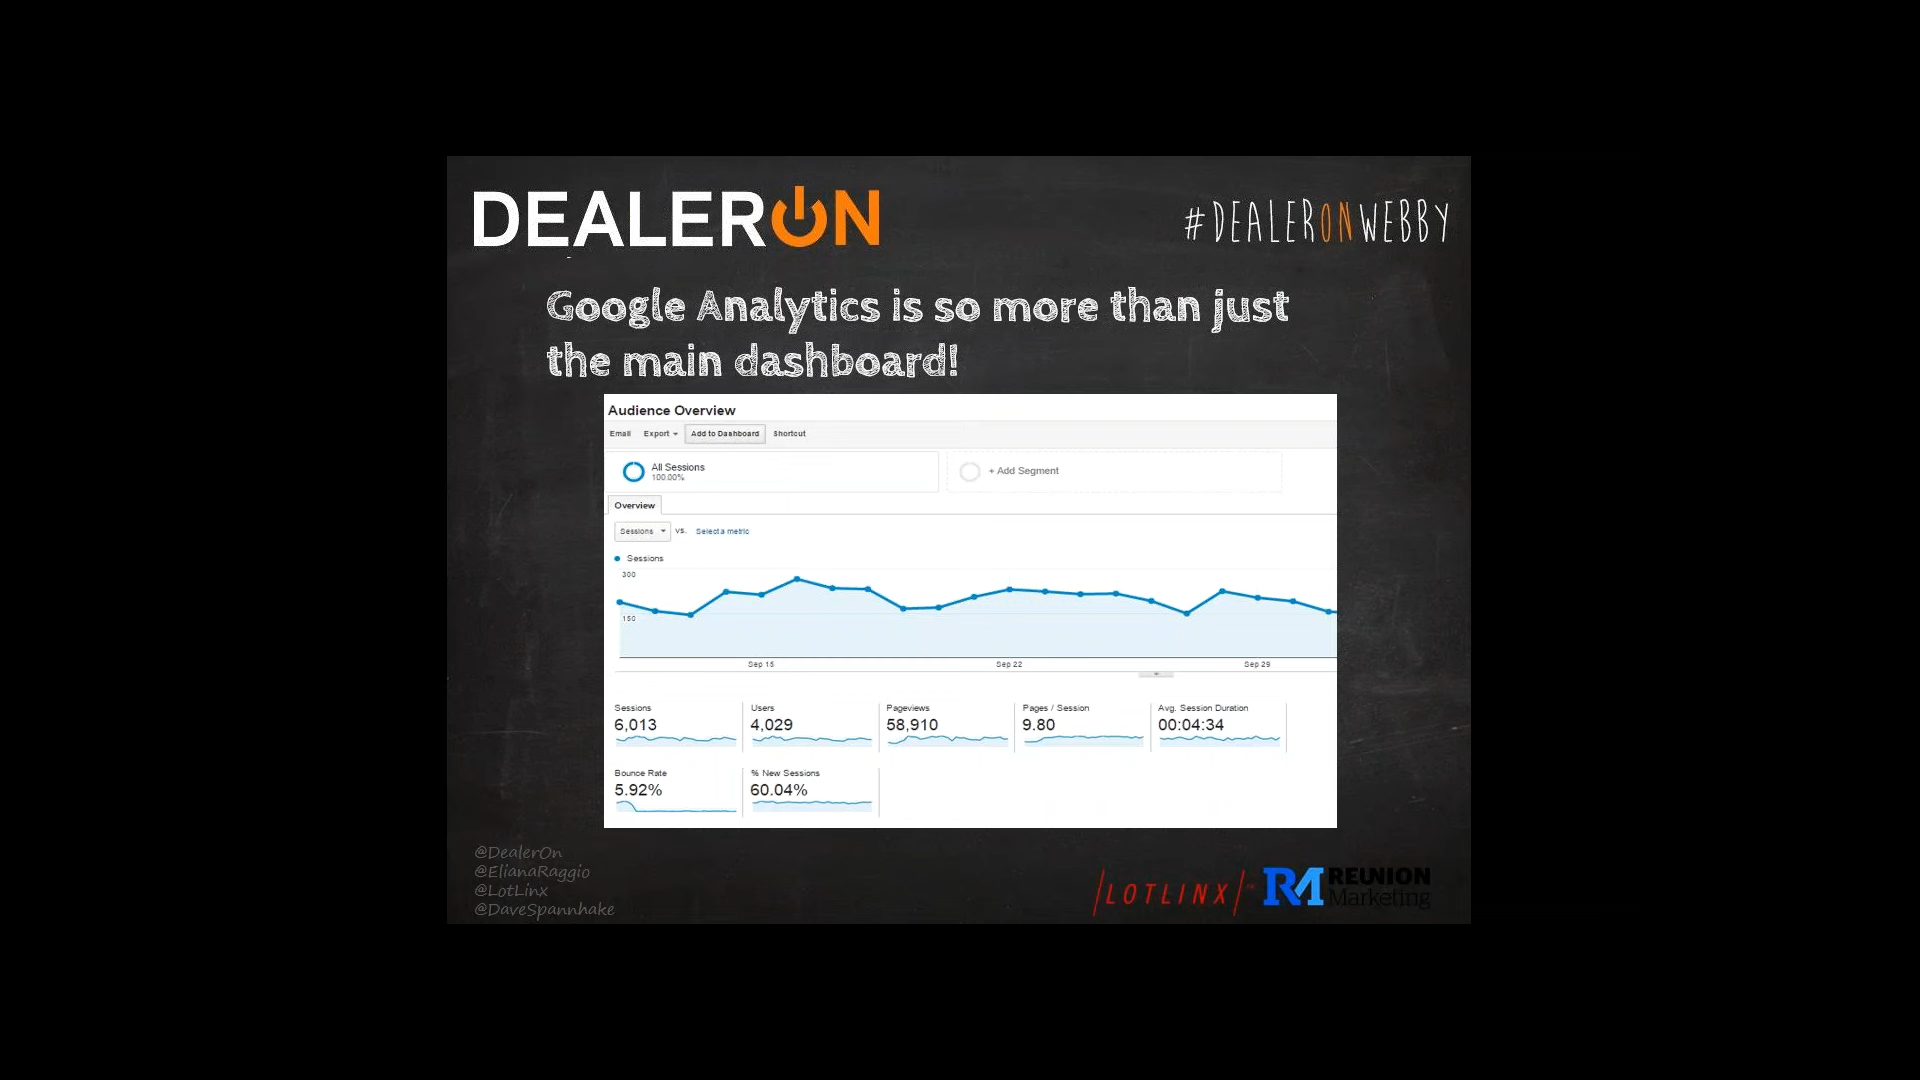 DEALERON
#DEALERONWEBBY
Google Analytics is so more than just
the main dashboard!
Audience Overview
Email Export Add to Dashboard Shortcut
All Sessions
100.00%
+ Add Segment
Overview
Sessions VS. Select a metric
Sessions
300
150
Sep 15 Sep 22 Sep 29
Sessions Users Pageviews Pages / Session Avg. Session Duration
6,013 4,029 58,910 9.80 00:04:34
Bounce Rate % New Sessions
5.92% 60.04%
@DealerOn
@ElianaRaggio
@LotLinx
@DaveSpannhake
LOTLINX
RM REUNION
Marketing